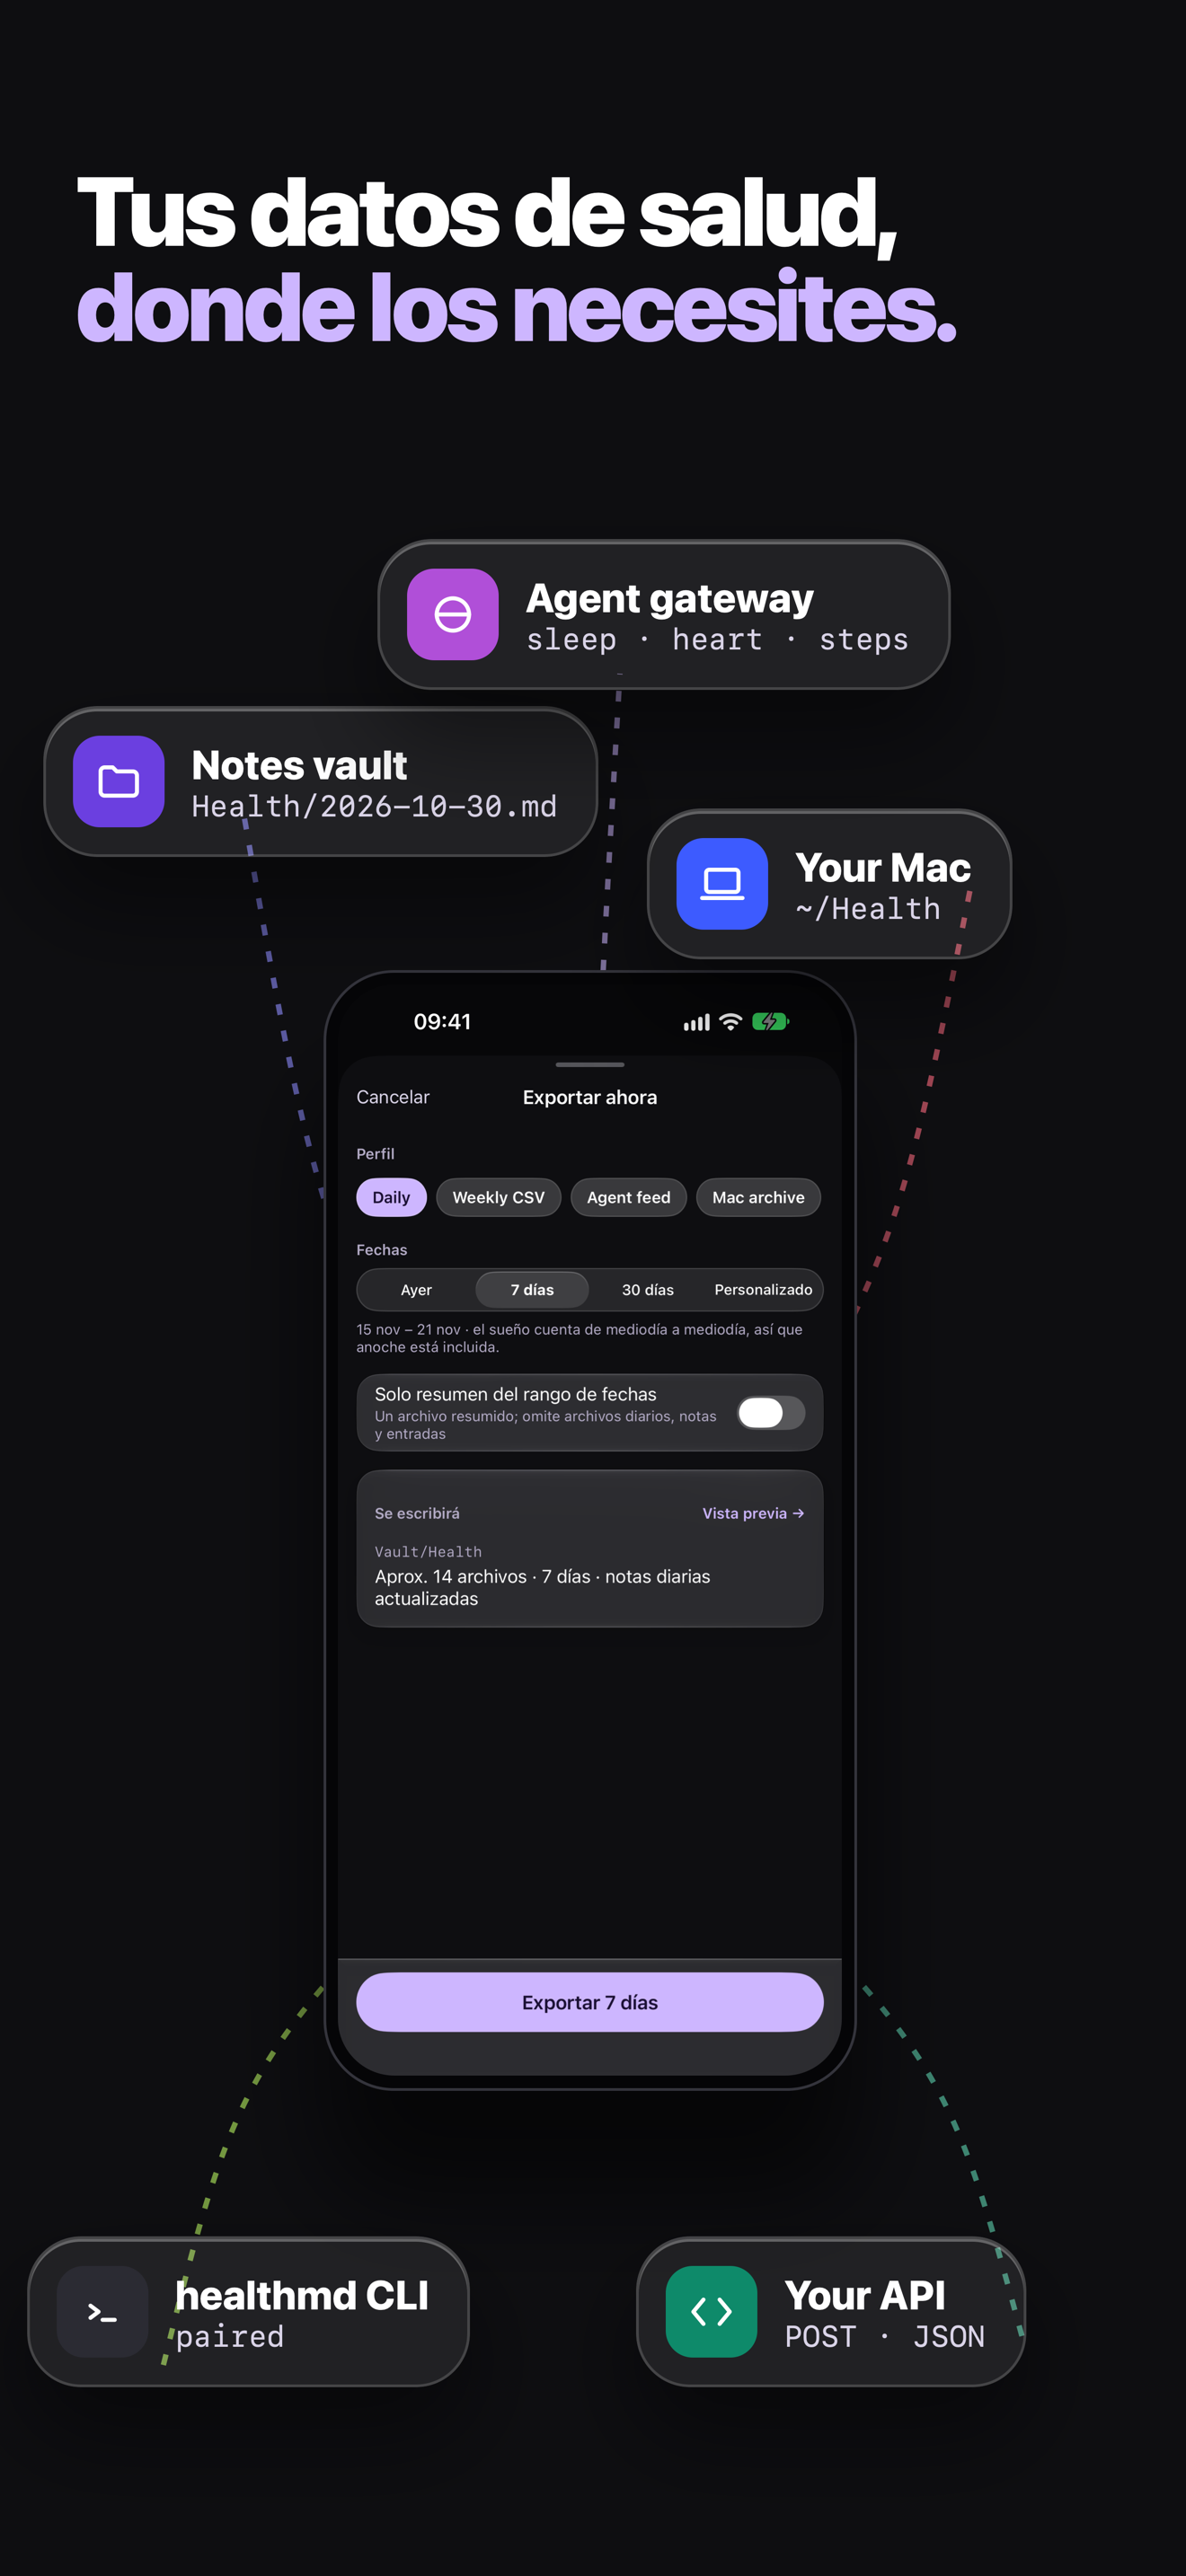 Tus datos de salud,
donde los necesites.
Agent gateway
sleep · heart · steps
Notes vault
Health/2026-10-30.md
Your Mac
~/Health
09:41
Cancelar
Exportar ahora
Perfil
Daily
Weekly CSV
Agent feed
Mac archive
Fechas
Ayer
7 días
30 días
Personalizado
15 nov – 21 nov · el sueño cuenta de mediodía a mediodía, así que
anoche está incluida.
Solo resumen del rango de fechas
Un archivo resumido; omite archivos diarios, notas
y entradas
Se escribirá
Vista previa →
Vault/Health
Aprox. 14 archivos · 7 días · notas diarias
actualizadas
Exportar 7 días
healthmd CLI
paired
Your API
POST · JSON